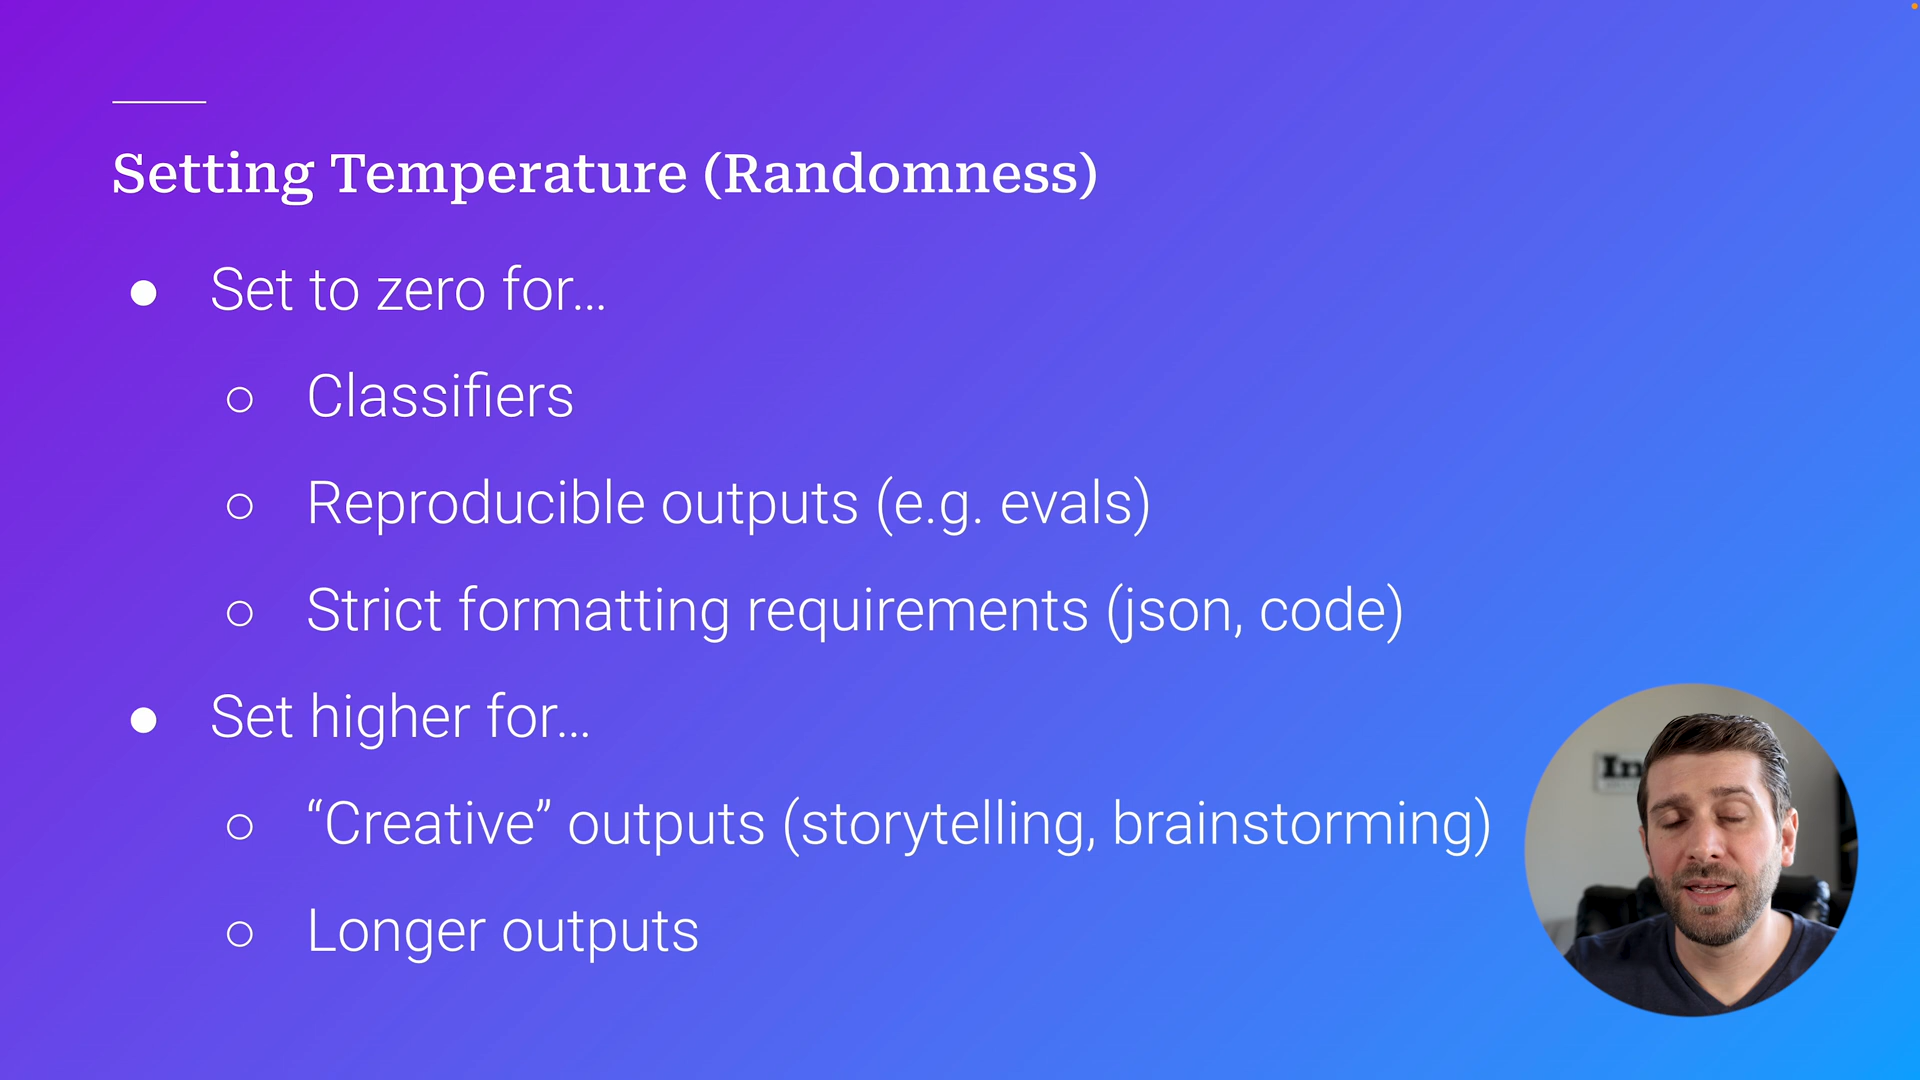 Setting Temperature (Randomness)
● Set to zero for…
○ Classifiers
○ Reproducible outputs (e.g. evals)
○ Strict formatting requirements (json, code)
● Set higher for…
○ “Creative” outputs (storytelling, brainstorming)
○ Longer outputs
In